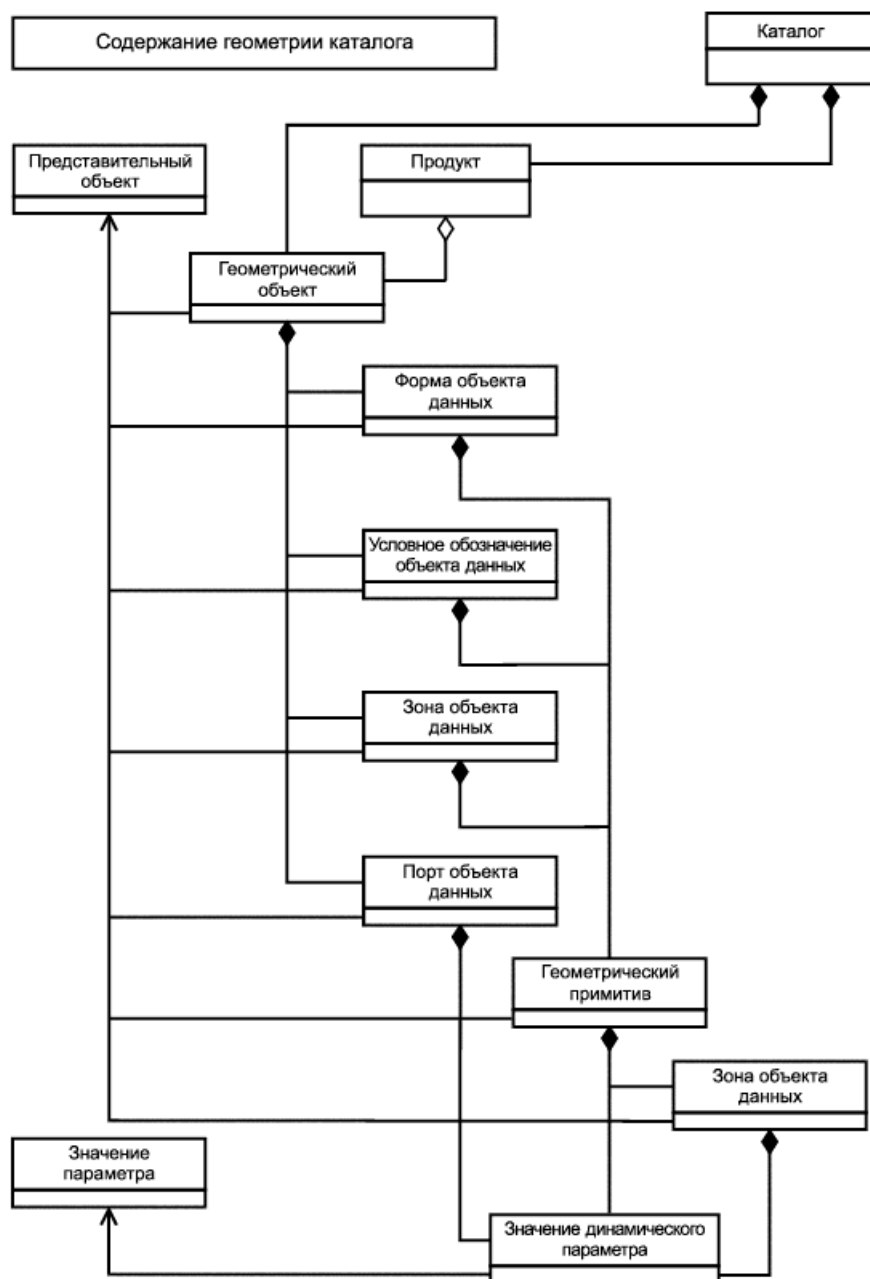 Содержание геометрии каталога
Каталог
Представительный
объект
Продукт
Геометрический
объект
Форма объекта
данных
Условное обозначение
объекта данных
Зона объекта
данных
Порт объекта
данных
Геометрический
примитив
Зона объекта
данных
Значение
параметра
Значение динамического
параметра